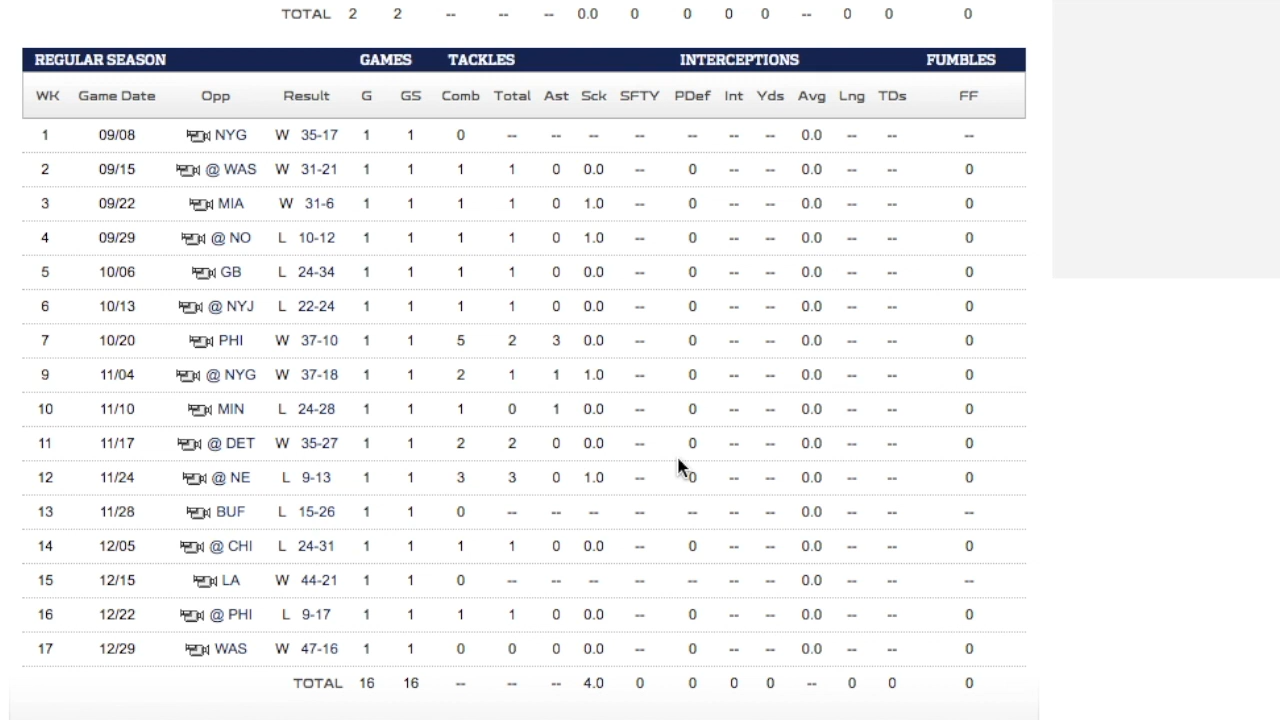 TOTAL 2 2 -- -- -- 0.0 0 0 0 0 -- 0 0 0
REGULAR SEASON GAMES TACKLES INTERCEPTIONS FUMBLES
WK Game Date Opp Result G GS Comb Total Ast Sck SFTY PDef Int Yds Avg Lng TDs FF
1 09/08 NYG W 35-17 1 1 0 -- -- -- -- -- -- -- 0.0 -- -- --
2 09/15 @ WAS W 31-21 1 1 1 1 0 0.0 -- 0 -- -- 0.0 -- -- 0
3 09/22 MIA W 31-6 1 1 1 1 0 1.0 -- 0 -- -- 0.0 -- -- 0
4 09/29 @ NO L 10-12 1 1 1 1 0 1.0 -- 0 -- -- 0.0 -- -- 0
5 10/06 GB L 24-34 1 1 1 1 0 0.0 -- 0 -- -- 0.0 -- -- 0
6 10/13 @ NYJ L 22-24 1 1 1 1 0 0.0 -- 0 -- -- 0.0 -- -- 0
7 10/20 PHI W 37-10 1 1 5 2 3 0.0 -- 0 -- -- 0.0 -- -- 0
9 11/04 @ NYG W 37-18 1 1 2 1 1 1.0 -- 0 -- -- 0.0 -- -- 0
10 11/10 MIN L 24-28 1 1 1 0 1 0.0 -- 0 -- -- 0.0 -- -- 0
11 11/17 @ DET W 35-27 1 1 2 2 0 0.0 -- 0 -- -- 0.0 -- -- 0
12 11/24 @ NE L 9-13 1 1 3 3 0 1.0 -- 0 -- -- 0.0 -- -- 0
13 11/28 BUF L 15-26 1 1 0 -- -- -- -- -- -- -- 0.0 -- -- --
14 12/05 @ CHI L 24-31 1 1 1 1 0 0.0 -- 0 -- -- 0.0 -- -- 0
15 12/15 LA W 44-21 1 1 0 -- -- -- -- -- -- -- 0.0 -- -- --
16 12/22 @ PHI L 9-17 1 1 1 1 0 0.0 -- 0 -- -- 0.0 -- -- 0
17 12/29 WAS W 47-16 1 1 0 0 0 0.0 -- 0 -- -- 0.0 -- -- 0
TOTAL 16 16 -- -- -- 4.0 0 0 0 0 -- 0 0 0